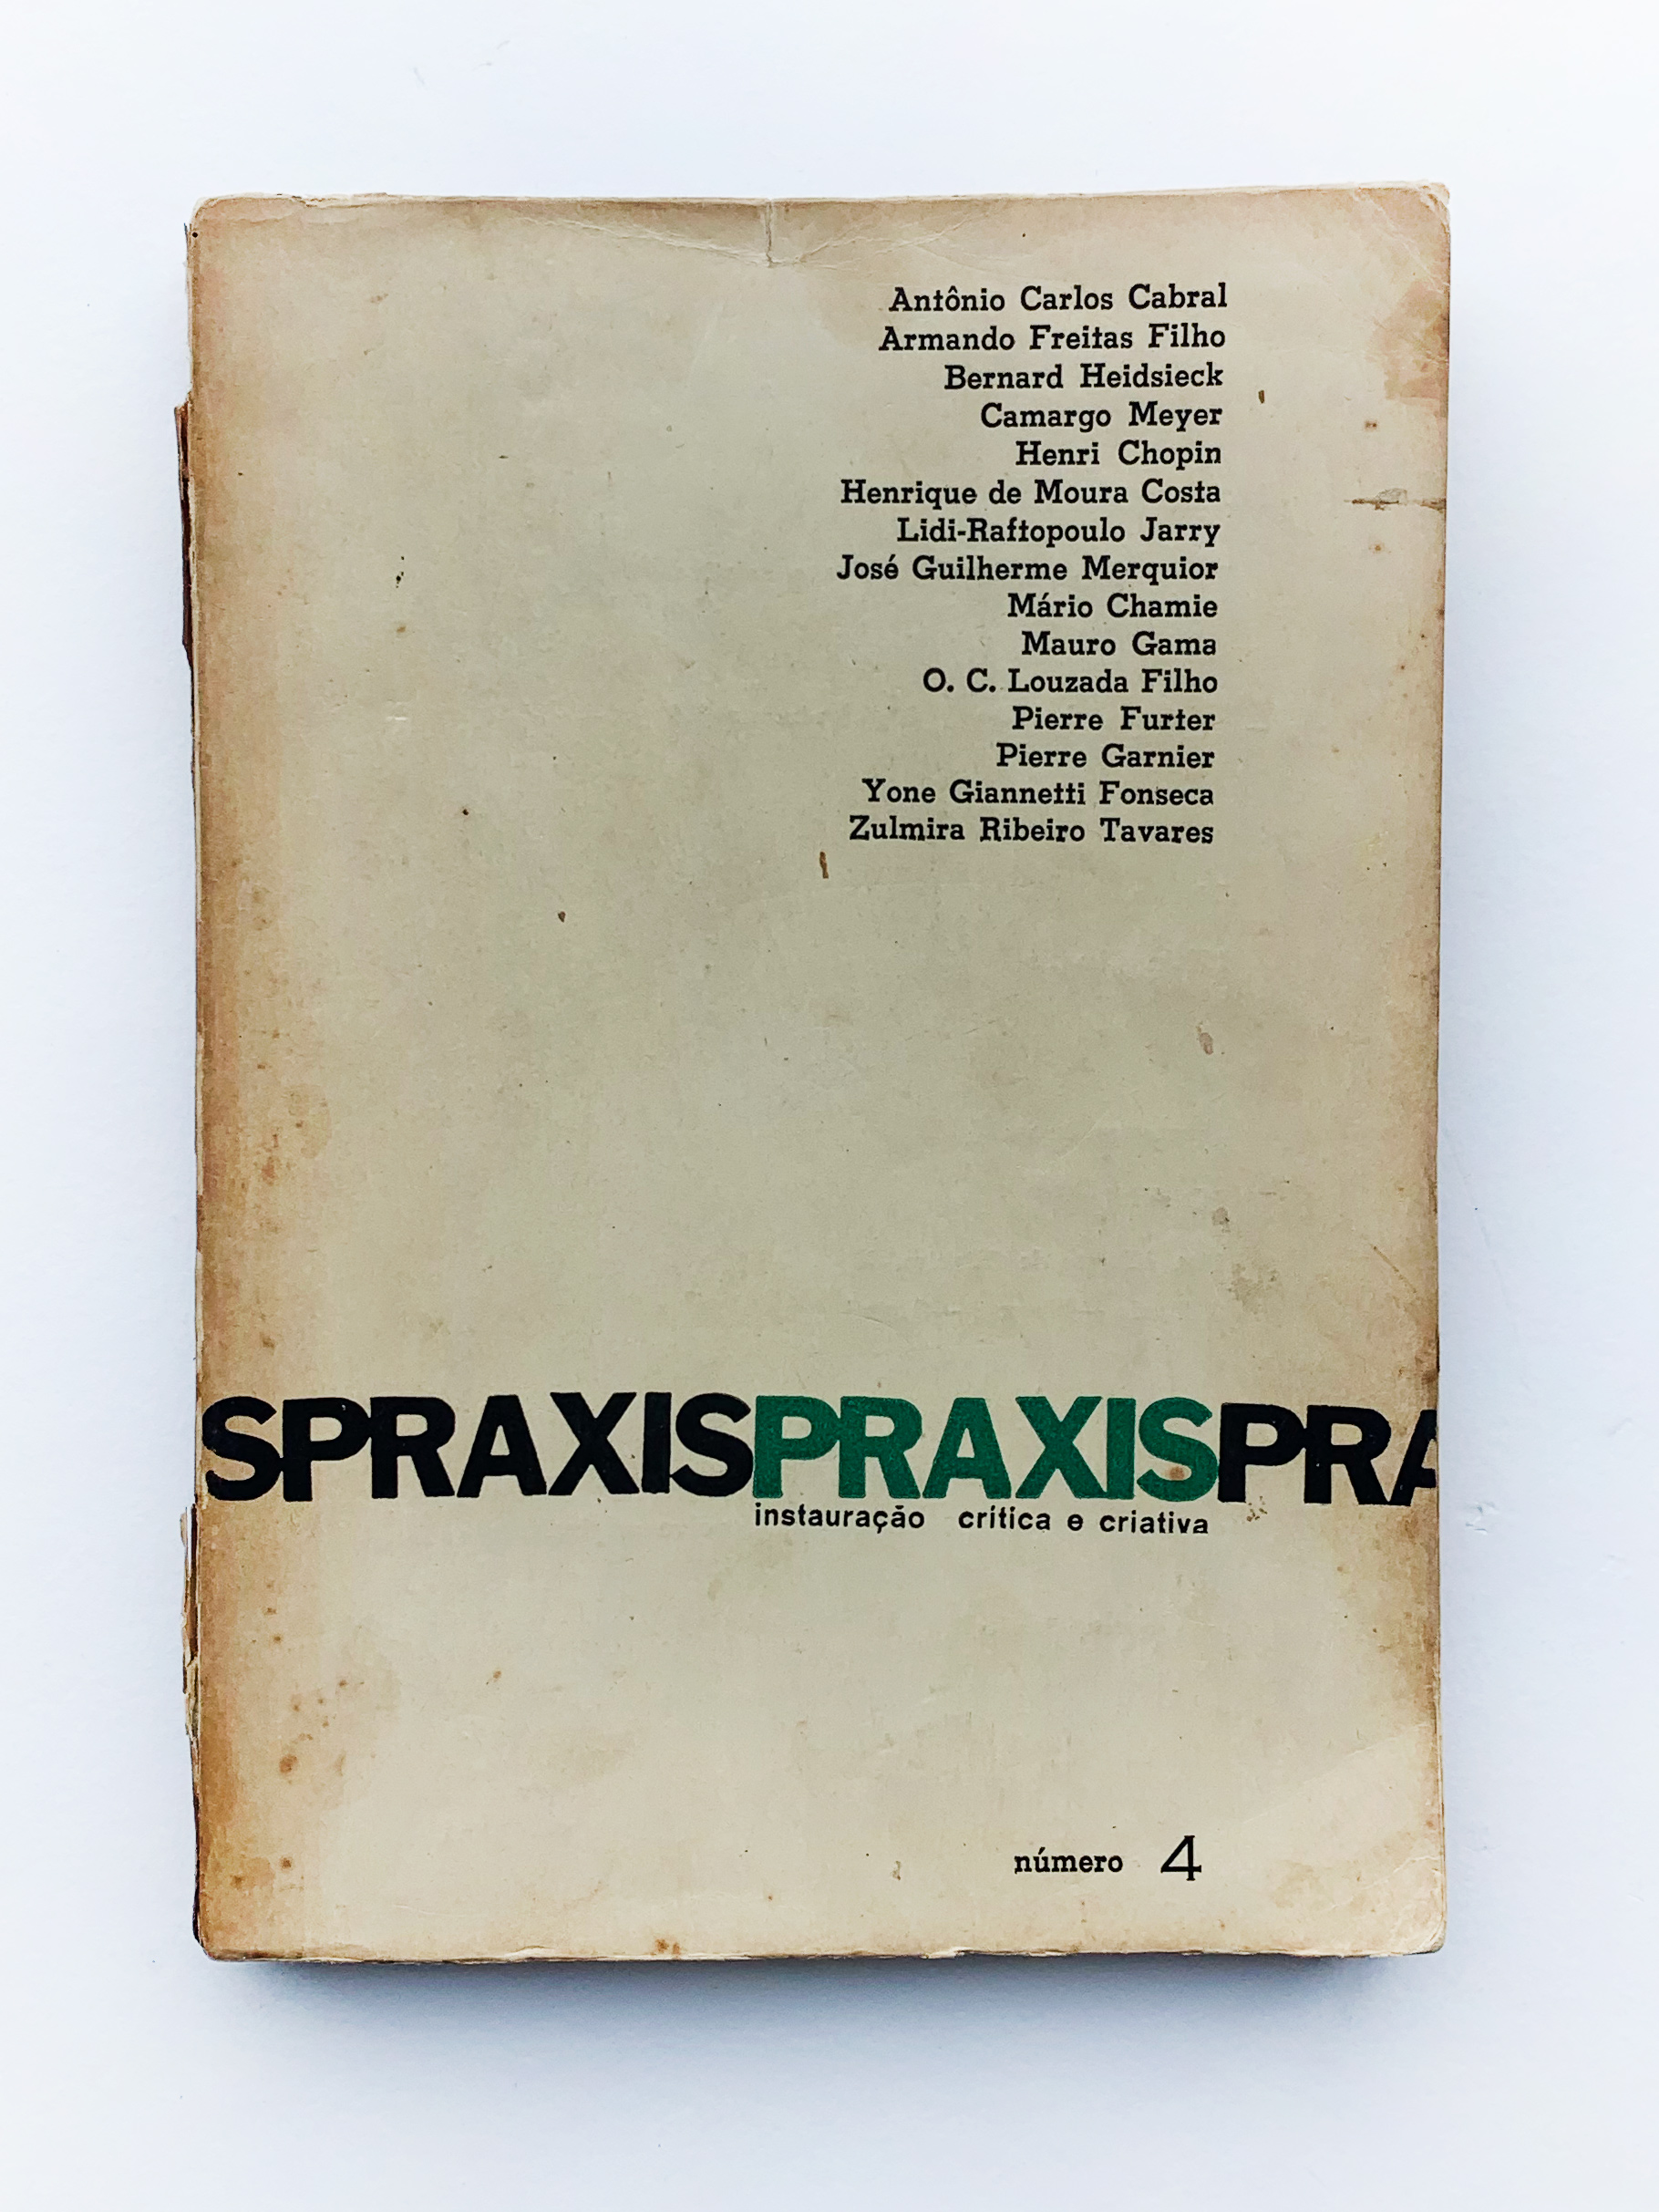 Antônio Carlos Cabral
Armando Freitas Filho
Bernard Heidsieck
Camargo Meyer
Henri Chopin
Henrique de Moura Costa
Lidi-Raftopoulo Jarry
José Guilherme Merquior
Mário Chamie
Mauro Gama
O. C. Louzada Filho
Pierre Furter
Pierre Garnier
Yone Giannetti Fonseca
Zulmira Ribeiro Tavares
SPRAXISPRAXISPRA
instauração crítica e criativa
número 4